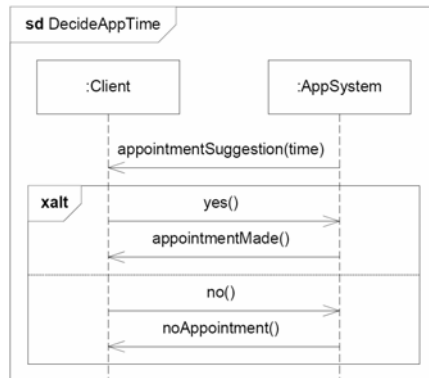 sd DecideAppTime
:Client
:AppSystem
appointmentSuggestion(time)
xalt
yes()
appointmentMade()
no()
noAppointment()